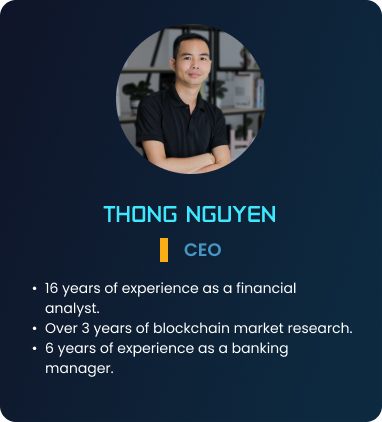 THONG NGUYEN
CEO
• 16 years of experience as a financial
analyst.
• Over 3 years of blockchain market research.
• 6 years of experience as a banking
manager.